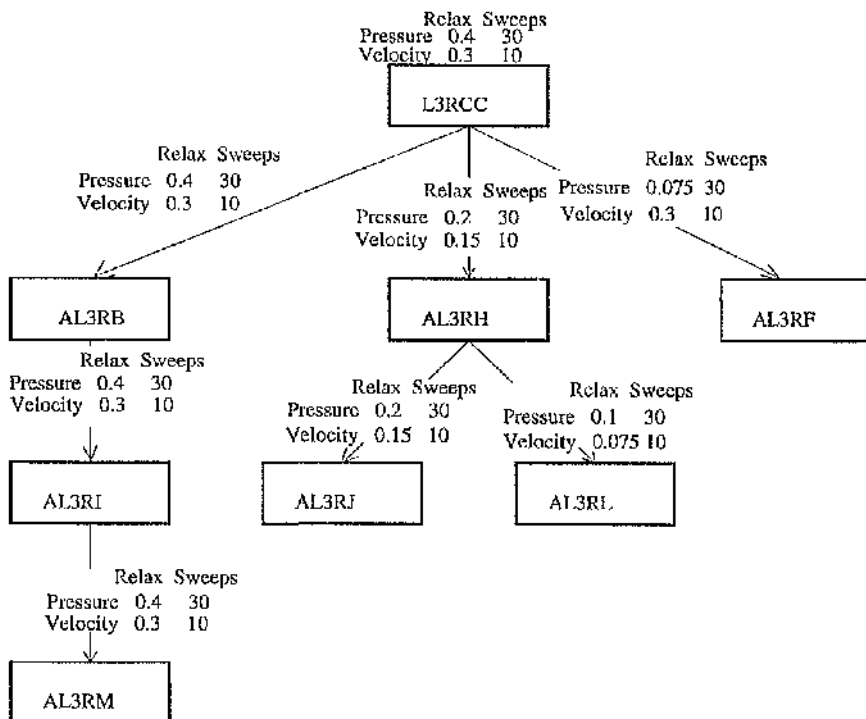 Relax Sweeps
Pressure 0.4 30
Velocity 0.3 10
L3RCC
Relax Sweeps
Pressure 0.4 30
Velocity 0.3 10
Relax Sweeps
Pressure 0.2 30
Velocity 0.15 10
Relax Sweeps
Pressure 0.075 30
Velocity 0.3 10
AL3RB
AL3RH
AL3RF
Relax Sweeps
Pressure 0.4 30
Velocity 0.3 10
Relax Sweeps
Pressure 0.2 30
Velocity 0.15 10
Relax Sweeps
Pressure 0.1 30
Velocity 0.075 10
AL3RI
AL3RJ
AL3RL
Relax Sweeps
Pressure 0.4 30
Velocity 0.3 10
AL3RM